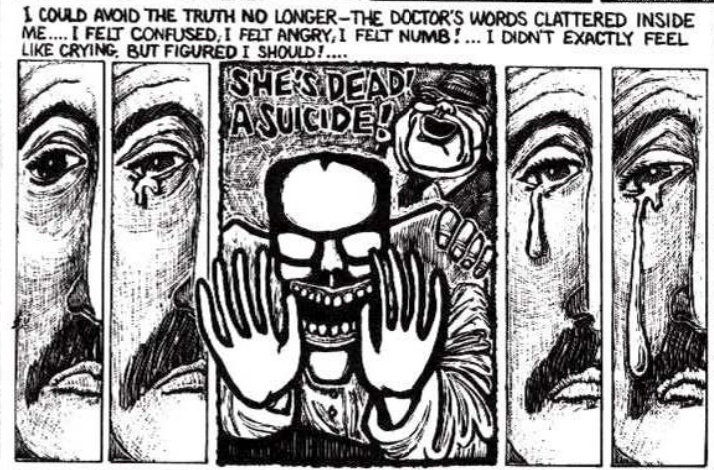 I COULD AVOID THE TRUTH NO LONGER—THE DOCTOR'S WORDS CLATTERED INSIDE
ME.... I FELT CONFUSED, I FELT ANGRY, I FELT NUMB!... I DIDN'T EXACTLY FEEL
LIKE CRYING, BUT FIGURED I SHOULD!....
SHE'S DEAD!
A SUICIDE!